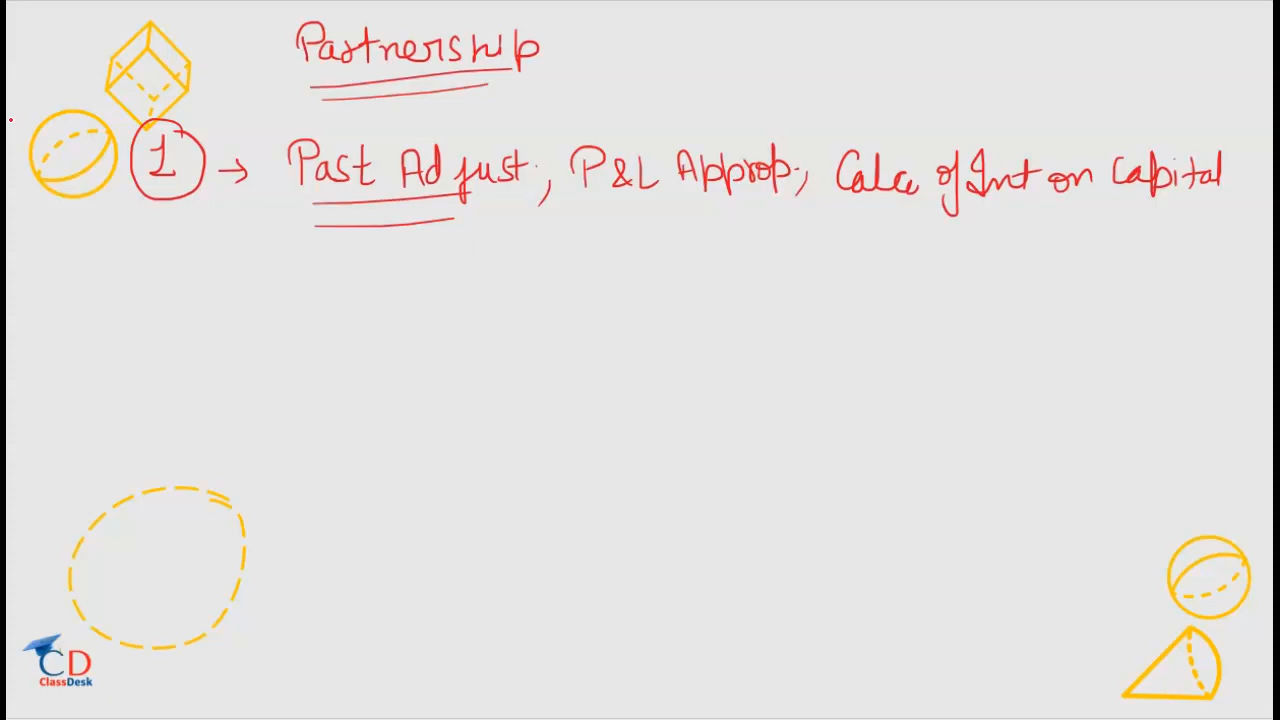 Partnership
1 → Past Adjust., P&L Approp., Calc of Int on Capital
CD
ClassDesk